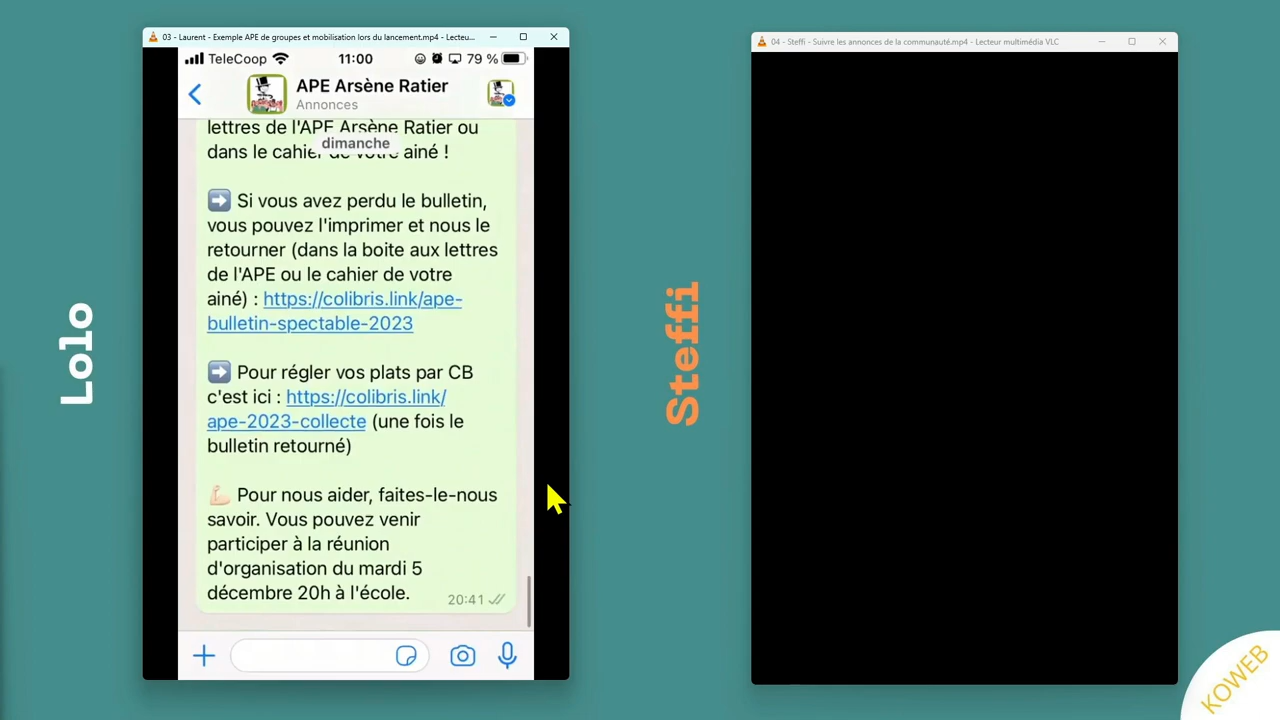 03 - Laurent - Exemple APE de groupes et mobilisation lors du lancement.mp4 - Lecteu...
TeleCoop
11:00
79 %
APE Arsène Ratier
Annonces
lettres de l'APE Arsène Ratier ou
dimanche
dans le cahier de votre ainé !
➡️ Si vous avez perdu le bulletin,
vous pouvez l'imprimer et nous le
retourner (dans la boite aux lettres
de l'APE ou le cahier de votre
ainé) : https://colibris.link/ape-
bulletin-spectable-2023
➡️ Pour régler vos plats par CB
c'est ici : https://colibris.link/
ape-2023-collecte (une fois le
bulletin retourné)
💪🏻 Pour nous aider, faites-le-nous
savoir. Vous pouvez venir
participer à la réunion
d'organisation du mardi 5
décembre 20h à l'école.
20:41
Lolo
Steffi
04 - Steffi - Suivre les annonces de la communauté.mp4 - Lecteur multimédia VLC
KOWEB